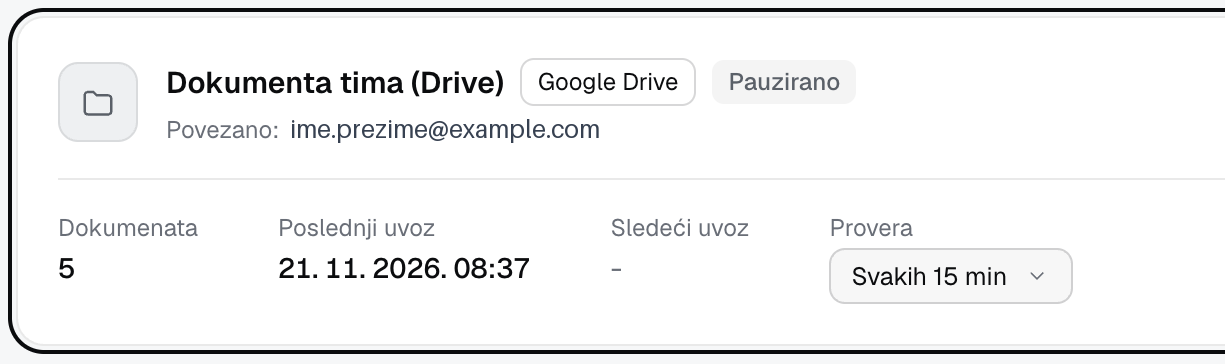 Dokumenta tima (Drive) Google Drive Pauzirano
Povezano: ime.prezime@example.com
Dokumenata Poslednji uvoz Sledeći uvoz Provera
5 21. 11. 2026. 08:37 - Svakih 15 min